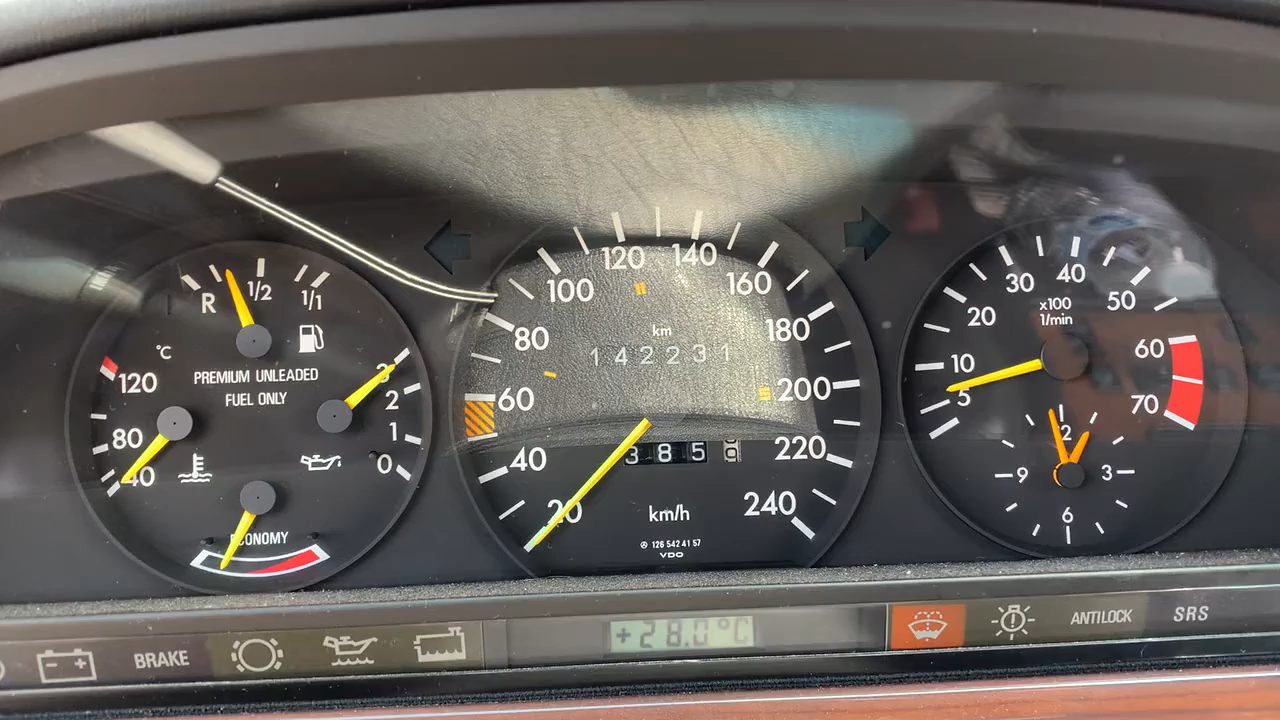 R 1/2 1/1
°C
120
80
40
PREMIUM UNLEADED
FUEL ONLY
3
2
1
0
ECONOMY
20
40
60
80
100
120
140
160
180
200
220
240
km
142231
385
km/h
126 542 41 57
VDO
5
10
20
30
40
50
60
70
x100
1/min
12
3
6
9
BRAKE
+28.0°C
ANTILOCK
SRS